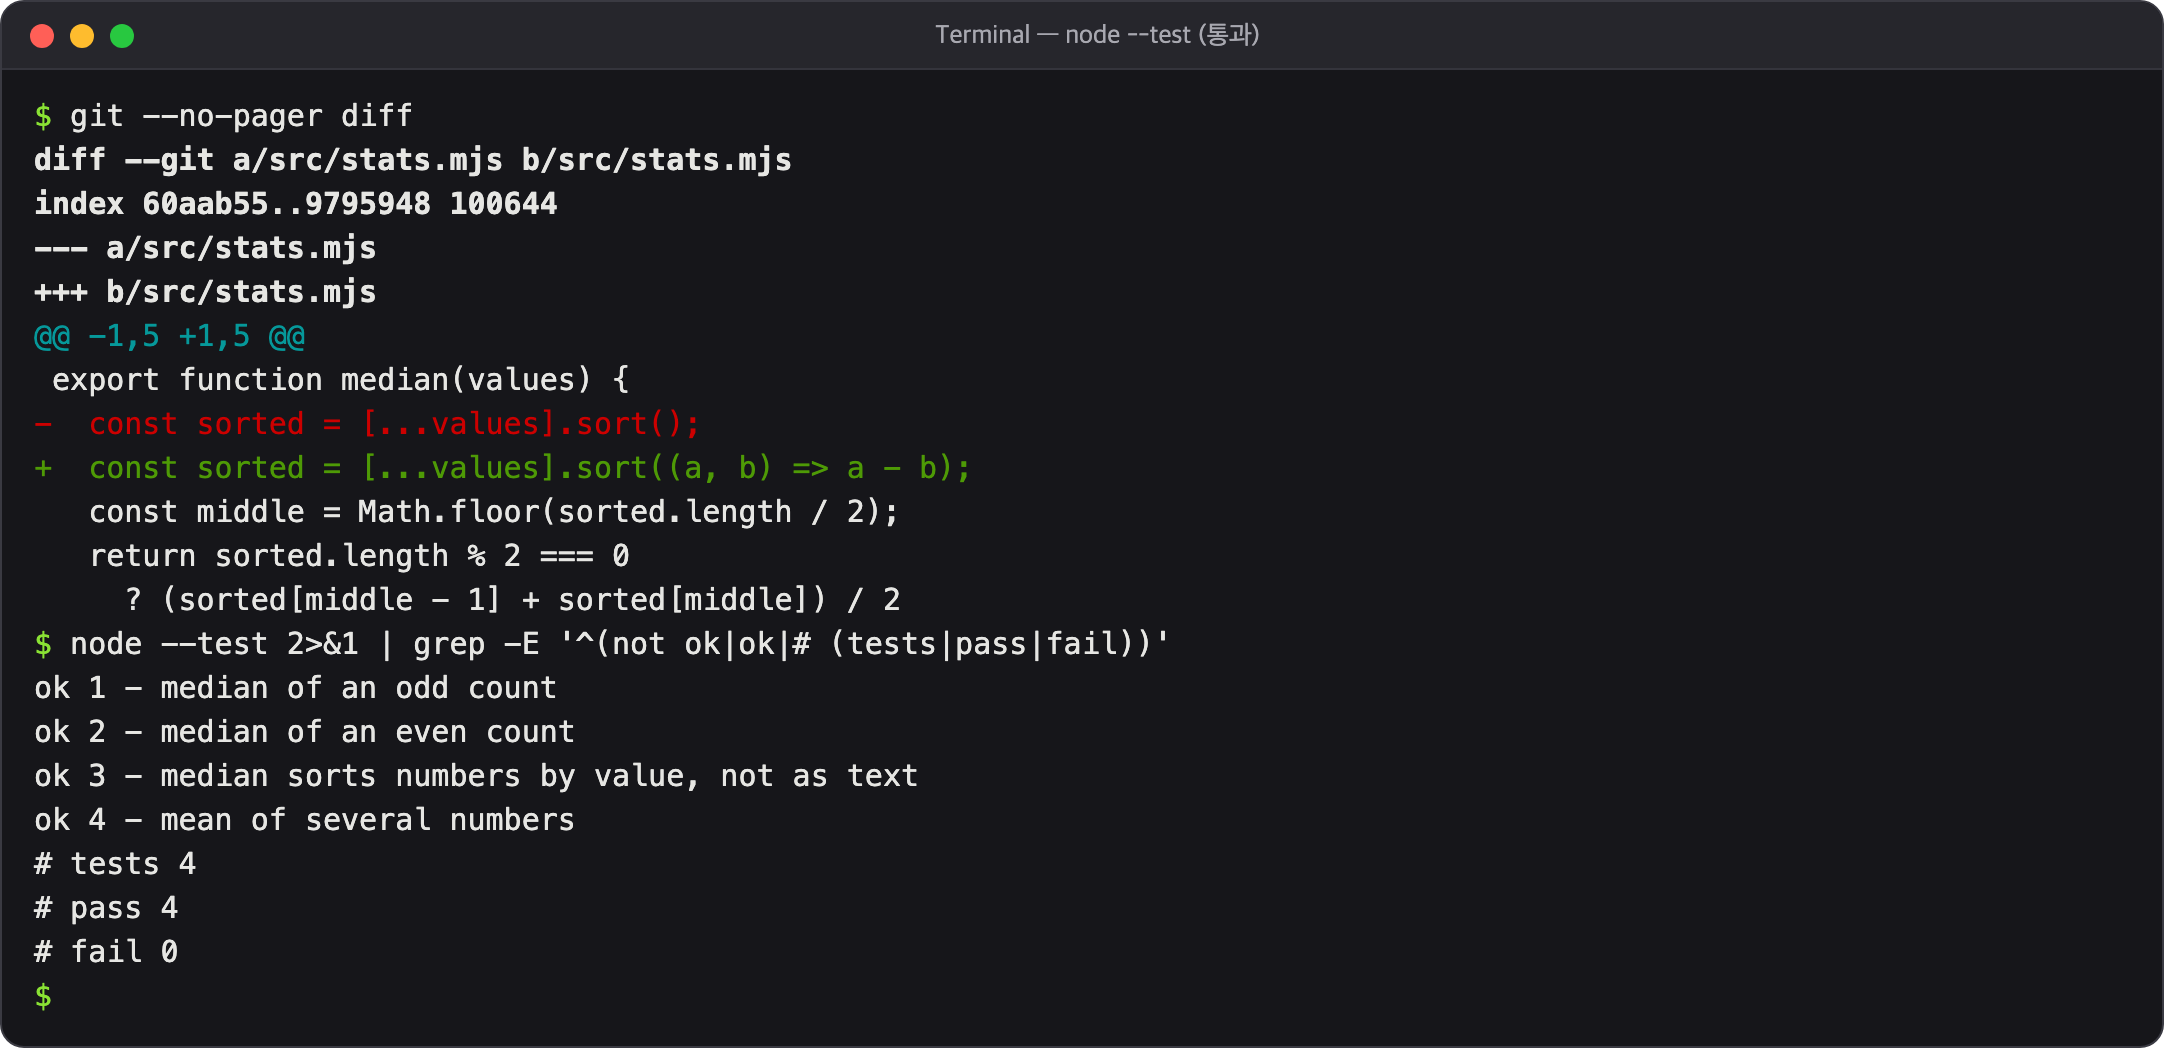 Terminal — node --test (통과)
$ git --no-pager diff
diff --git a/src/stats.mjs b/src/stats.mjs
index 60aab55..9795948 100644
--- a/src/stats.mjs
+++ b/src/stats.mjs
@@ -1,5 +1,5 @@
 export function median(values) {
-  const sorted = [...values].sort();
+  const sorted = [...values].sort((a, b) => a - b);
   const middle = Math.floor(sorted.length / 2);
   return sorted.length % 2 === 0
     ? (sorted[middle - 1] + sorted[middle]) / 2
$ node --test 2>&1 | grep -E '^(not ok|ok|# (tests|pass|fail))'
ok 1 - median of an odd count
ok 2 - median of an even count
ok 3 - median sorts numbers by value, not as text
ok 4 - mean of several numbers
# tests 4
# pass 4
# fail 0
$